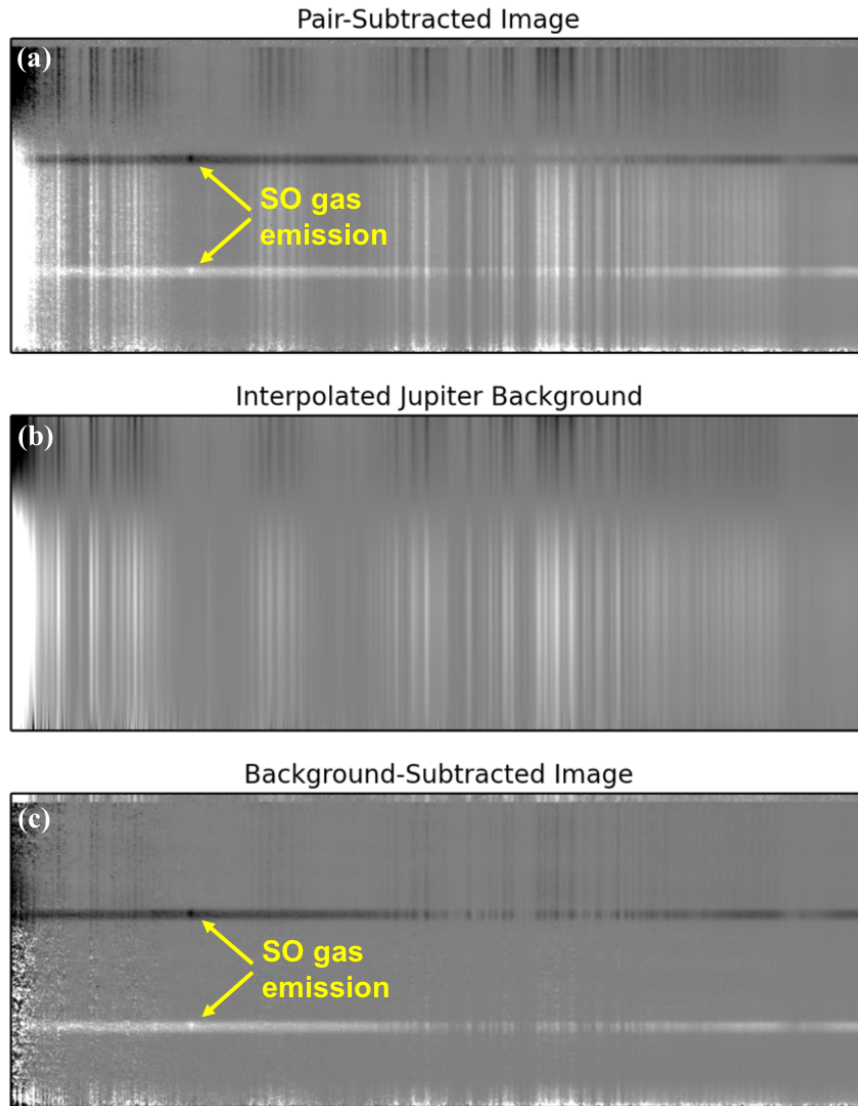 Pair-Subtracted Image
(a)
SO gas
emission
Interpolated Jupiter Background
(b)
Background-Subtracted Image
(c)
SO gas
emission